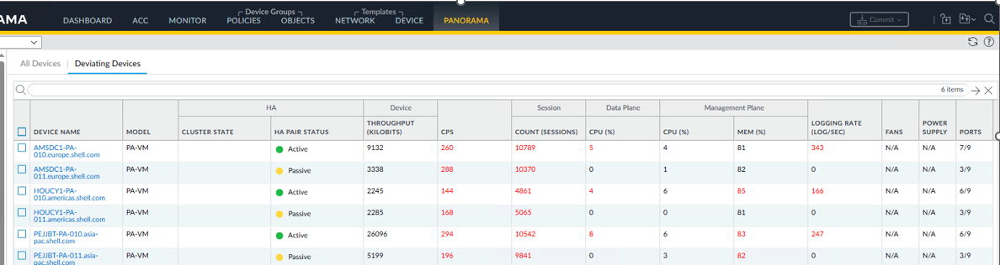 AMA DASHBOARD ACC MONITOR Device Groups POLICIES OBJECTS Templates NETWORK DEVICE PANORAMA Commit
All Devices | Deviating Devices
6 items
HA Device Session Data Plane Management Plane
DEVICE NAME MODEL CLUSTER STATE HA PAIR STATUS THROUGHPUT (KILOBITS) CPS COUNT (SESSIONS) CPU (%) CPU (%) MEM (%) LOGGING RATE (LOG/SEC) FANS POWER SUPPLY PORTS
AMSDC1-PA-010.europe.shell.com PA-VM Active 9132 260 10789 5 4 81 343 N/A N/A 7/9
AMSDC1-PA-011.europe.shell.com PA-VM Passive 3338 288 10370 0 1 82 0 N/A N/A 3/9
HOUCY1-PA-010.americas.shell.com PA-VM Active 2245 144 4861 4 6 85 166 N/A N/A 6/9
HOUCY1-PA-011.americas.shell.com PA-VM Passive 2285 168 5065 0 0 81 0 N/A N/A 3/9
PEJJBT-PA-010.asia-pac.shell.com PA-VM Active 26096 294 10542 8 6 83 247 N/A N/A 6/9
PEJJBT-PA-011.asia-pac.shell.com PA-VM Passive 5199 196 9841 0 3 82 0 N/A N/A 3/9